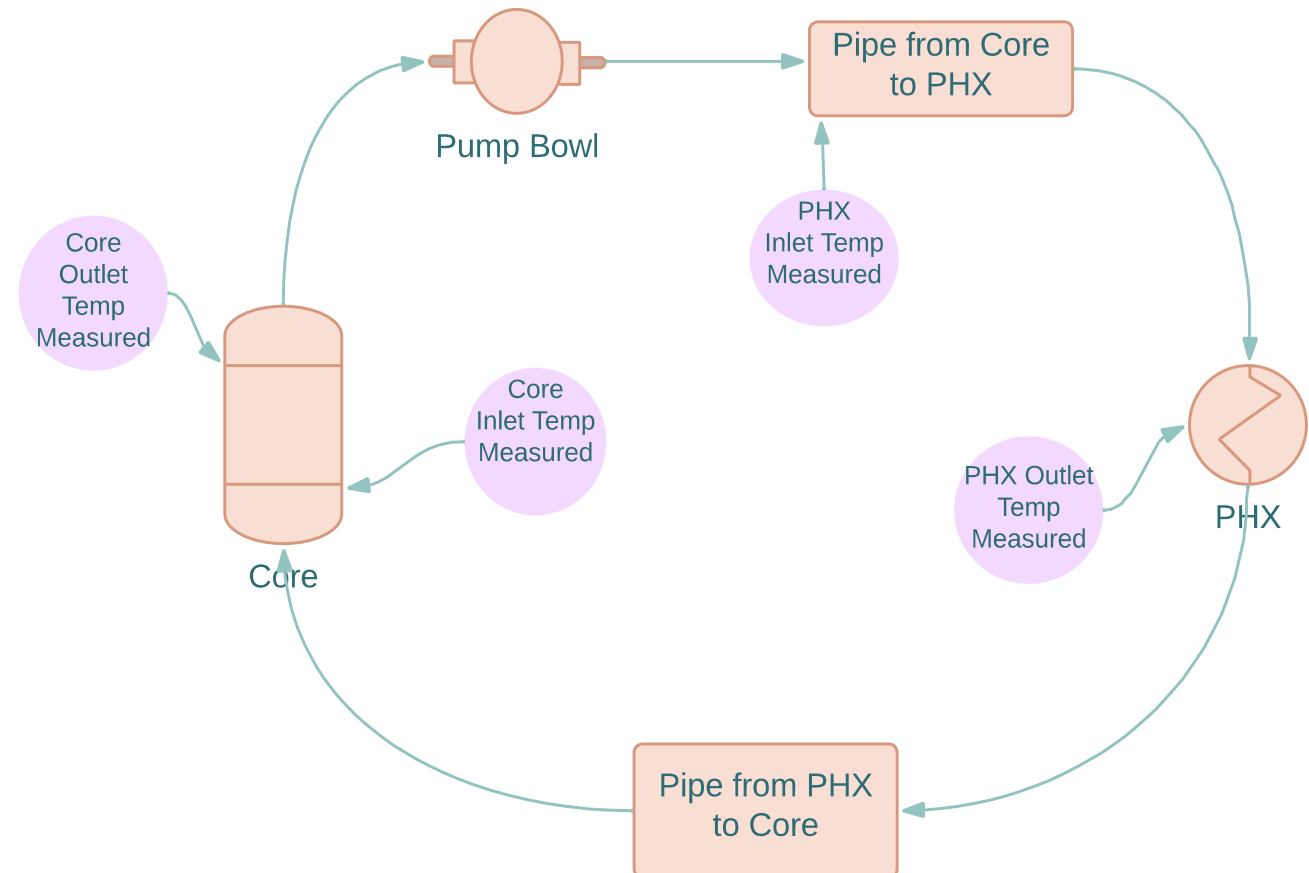 Pipe from Core
to PHX
Pump Bowl
PHX
Inlet Temp
Measured
Core
Outlet
Temp
Measured
Core
Inlet Temp
Measured
PHX Outlet
Temp
Measured
PHX
Core
Pipe from PHX
to Core